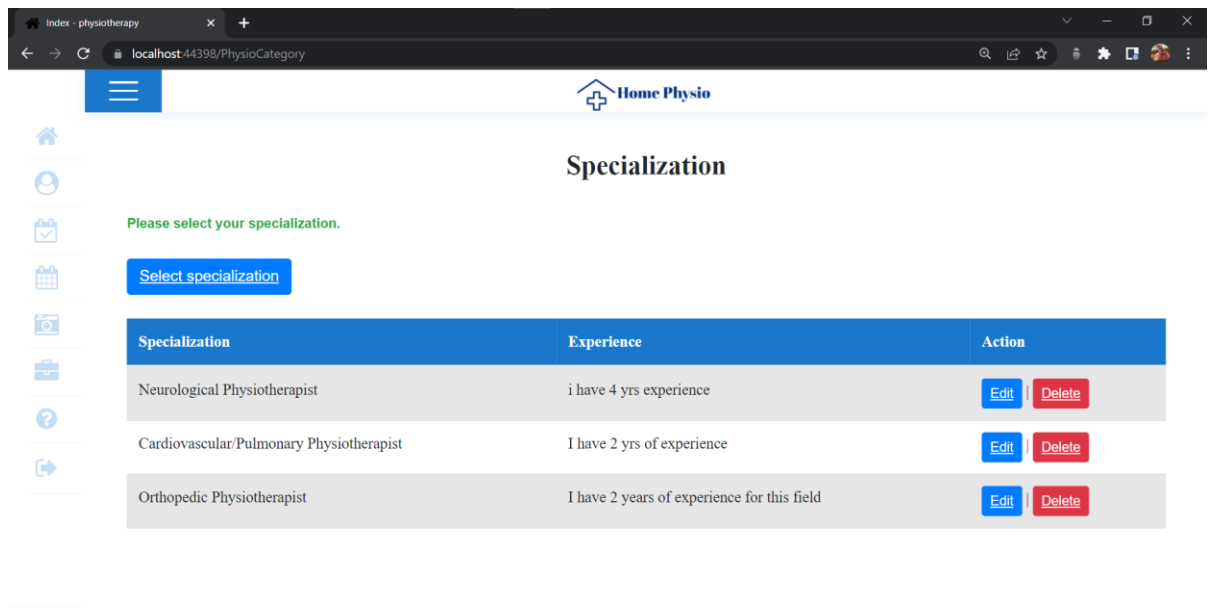 Index - physiotherapy
localhost:44398/PhysioCategory
Home Physio
Specialization
Please select your specialization.
Select specialization
Specialization Experience Action
Neurological Physiotherapist i have 4 yrs experience Edit | Delete
Cardiovascular/Pulmonary Physiotherapist I have 2 yrs of experience Edit | Delete
Orthopedic Physiotherapist I have 2 years of experience for this field Edit | Delete